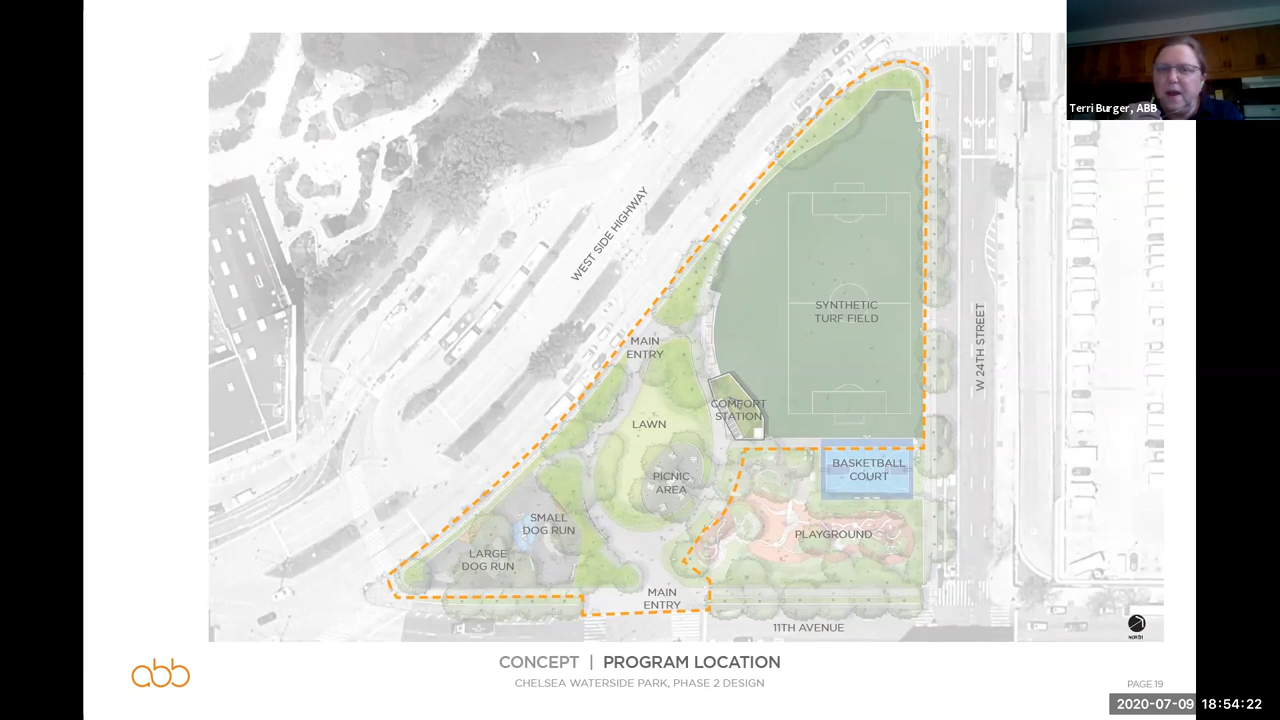 Terri Burger, ABB
WEST SIDE HIGHWAY
SYNTHETIC
TURF FIELD
W 24TH STREET
MAIN
ENTRY
COMFORT
STATION
LAWN
BASKETBALL
COURT
PICNIC
AREA
SMALL
DOG RUN
PLAYGROUND
LARGE
DOG RUN
MAIN
ENTRY
11TH AVENUE
NORTH
abb
CONCEPT | PROGRAM LOCATION
CHELSEA WATERSIDE PARK, PHASE 2 DESIGN
PAGE 19
2020-07-09 18:54:22